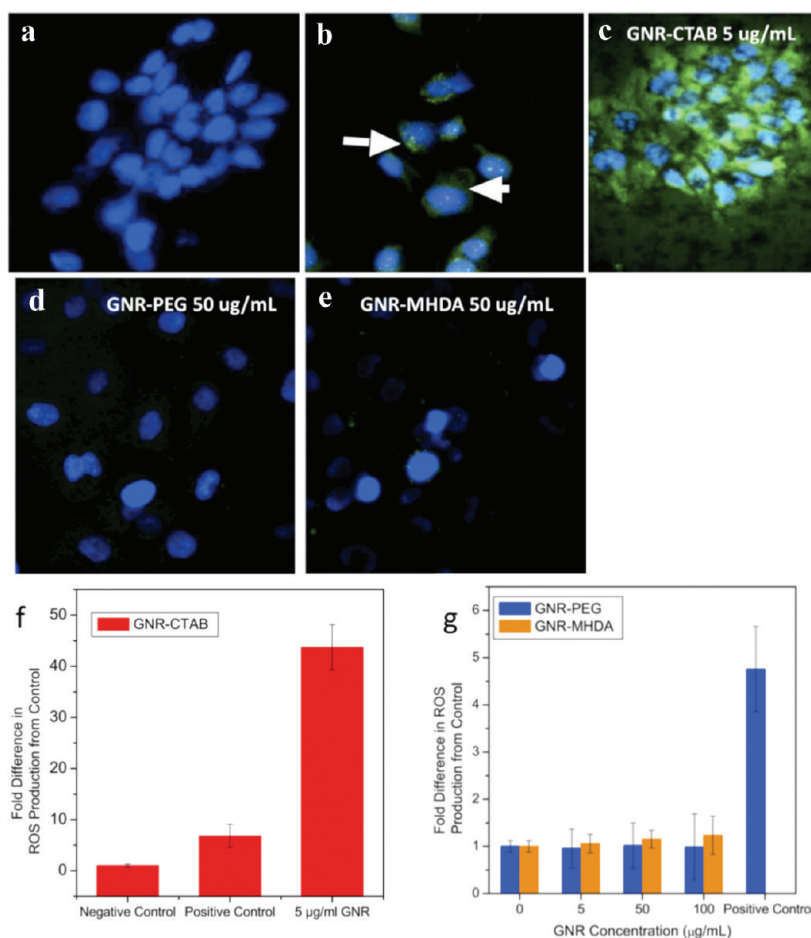 a
b
c
GNR-CTAB 5 ug/mL
d
GNR-PEG 50 ug/mL
e
GNR-MHDA 50 ug/mL
f
GNR-CTAB
50
40
30
20
10
0
Fold Difference in
ROS Production from Control
Negative Control
Positive Control
5 µg/ml GNR
g
GNR-PEG
GNR-MHDA
6
5
4
3
2
1
0
Fold Difference in ROS
Production from Control
0
5
50
100
Positive Control
GNR Concentration (µg/mL)